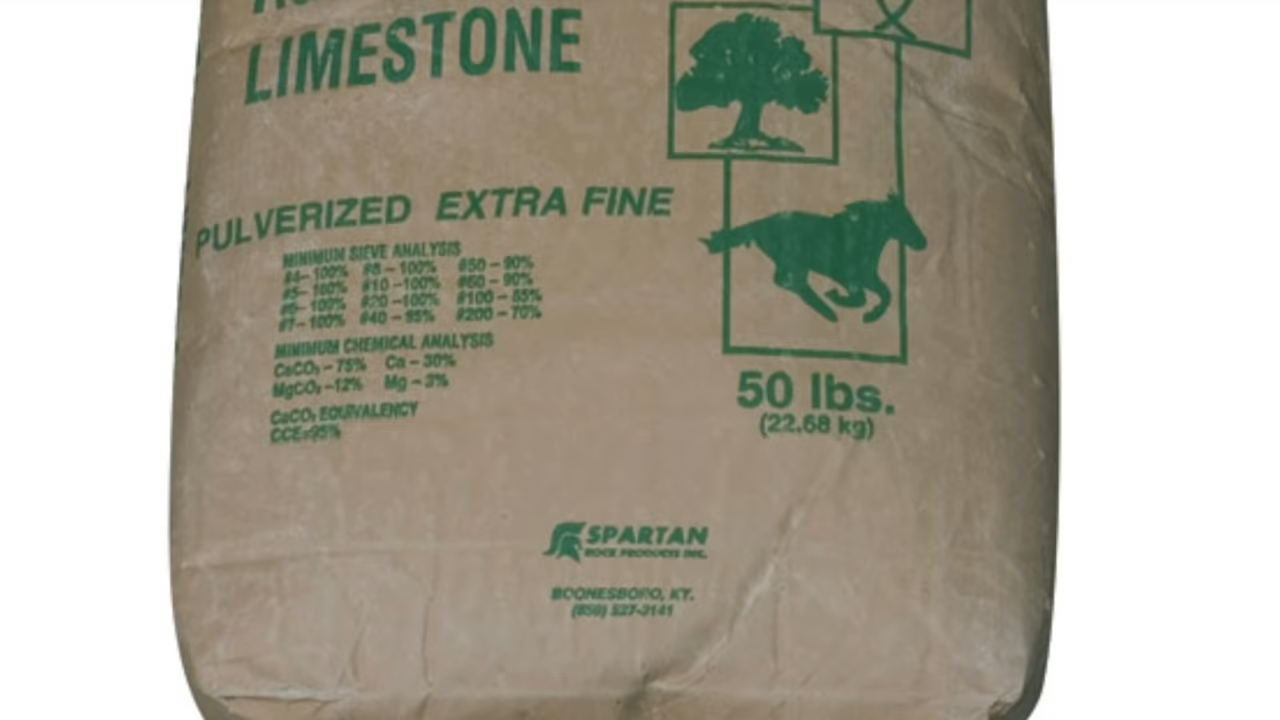 LIMESTONE
PULVERIZED EXTRA FINE
MINIMUM SIEVE ANALYSIS
#4– 100% #8 – 100% #50 – 90%
#5– 100% #10 –100% #60 – 90%
#6– 100% #20 –100% #100 – 85%
#7– 100% #40 – 95% #200 – 70%
MINIMUM CHEMICAL ANALYSIS
CaCO₃ – 75% Ca – 30%
MgCO₃ –12% Mg – 3%
CaCO₃ EQUIVALENCY
CCE=95%
50 lbs.
(22.68 kg)
SPARTAN
ROCK PRODUCTS INC.
BOONESBORO, KY.
(859) 527-3141